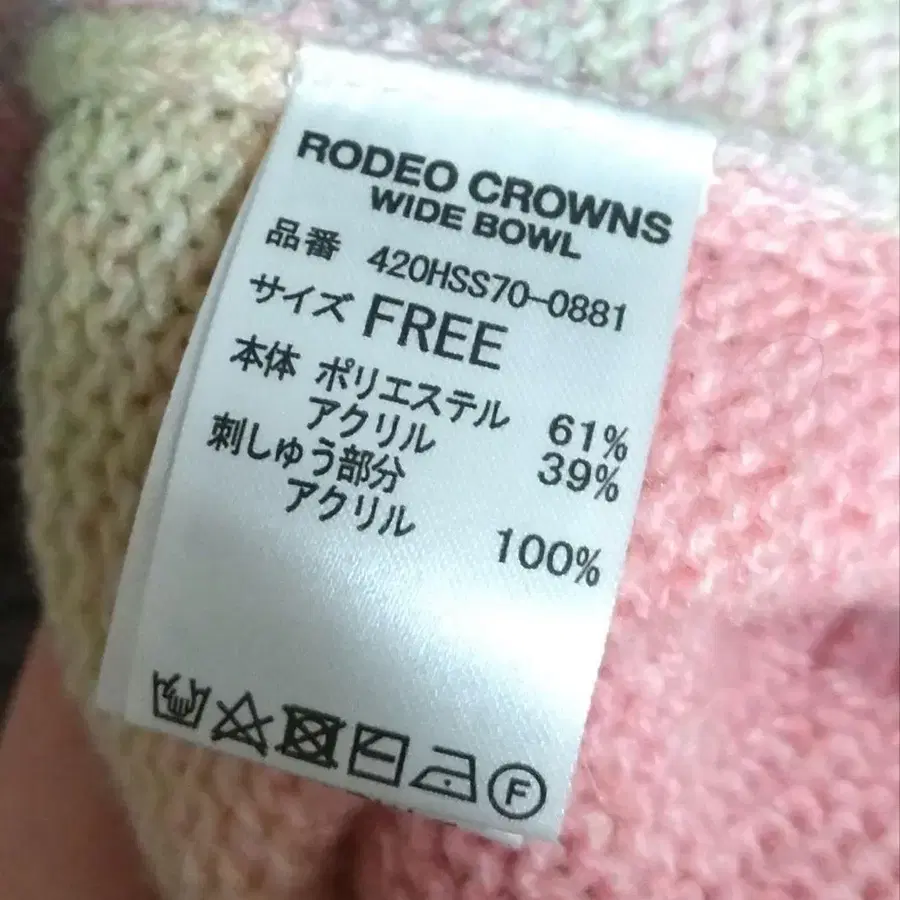 RODEO CROWNS
WIDE BOWL
品番 420HSS70-0881
サイズ FREE
本体 ポリエステル 61%
アクリル 39%
刺しゅう部分
アクリル 100%
F